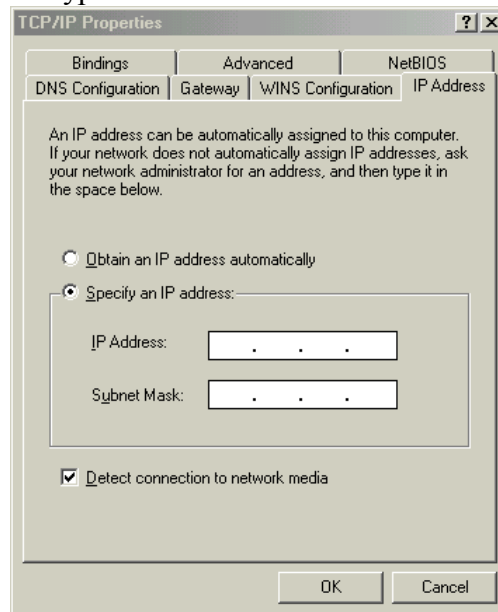 TCP/IP Properties ? ×
Bindings Advanced NetBIOS
DNS Configuration Gateway WINS Configuration IP Address
An IP address can be automatically assigned to this computer.
If your network does not automatically assign IP addresses, ask
your network administrator for an address, and then type it in
the space below.
Obtain an IP address automatically
Specify an IP address:
IP Address: . . .
Subnet Mask: . . .
Detect connection to network media
OK Cancel